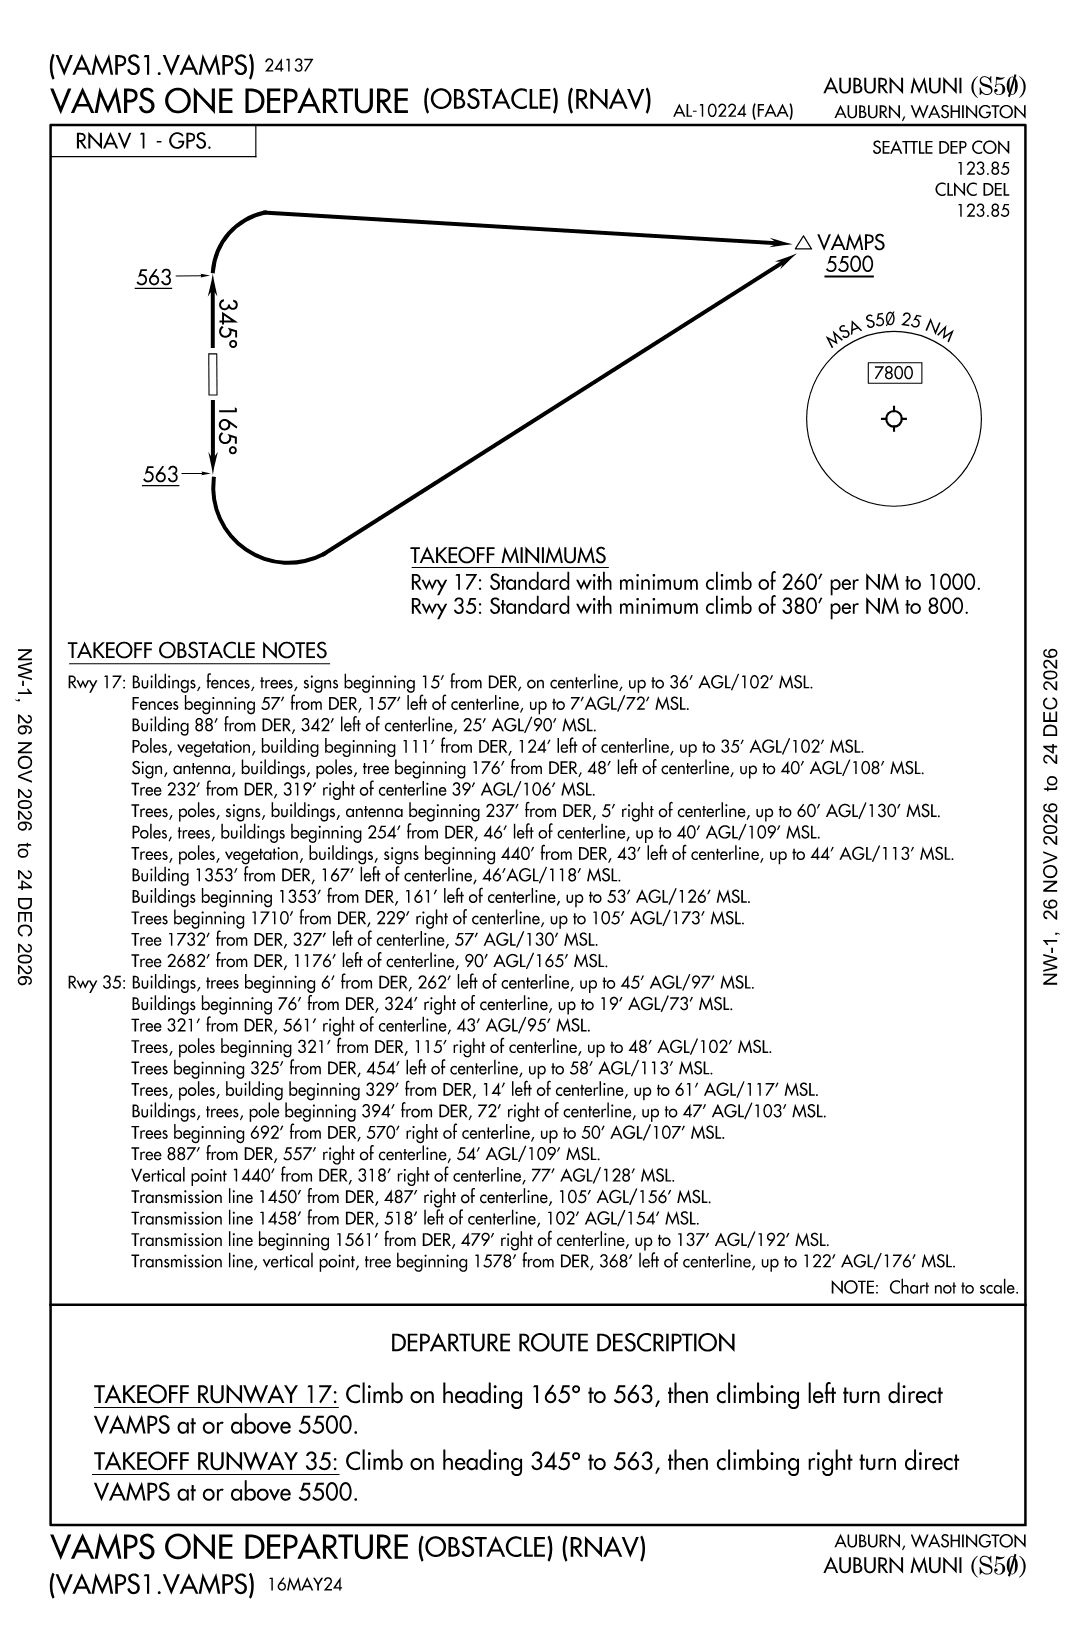 (VAMPS1.VAMPS) 24137
VAMPS ONE DEPARTURE (OBSTACLE) (RNAV)
AL-10224 (FAA)
AUBURN MUNI (S5Ø)
AUBURN, WASHINGTON
RNAV 1 - GPS.
SEATTLE DEP CON
123.85
CLNC DEL
123.85
VAMPS
5500
563
345°
165°
563
MSA S5Ø 25 NM
7800
TAKEOFF MINIMUMS
Rwy 17: Standard with minimum climb of 260’ per NM to 1000.
Rwy 35: Standard with minimum climb of 380’ per NM to 800.
TAKEOFF OBSTACLE NOTES
Rwy 17: Buildings, fences, trees, signs beginning 15’ from DER, on centerline, up to 36’ AGL/102’ MSL.
Fences beginning 57’ from DER, 157’ left of centerline, up to 7’AGL/72’ MSL.
Building 88’ from DER, 342’ left of centerline, 25’ AGL/90’ MSL.
Poles, vegetation, building beginning 111’ from DER, 124’ left of centerline, up to 35’ AGL/102’ MSL.
Sign, antenna, buildings, poles, tree beginning 176’ from DER, 48’ left of centerline, up to 40’ AGL/108’ MSL.
Tree 232’ from DER, 319’ right of centerline 39’ AGL/106’ MSL.
Trees, poles, signs, buildings, antenna beginning 237’ from DER, 5’ right of centerline, up to 60’ AGL/130’ MSL.
Poles, trees, buildings beginning 254’ from DER, 46’ left of centerline, up to 40’ AGL/109’ MSL.
Trees, poles, vegetation, buildings, signs beginning 440’ from DER, 43’ left of centerline, up to 44’ AGL/113’ MSL.
Building 1353’ from DER, 167’ left of centerline, 46’AGL/118’ MSL.
Buildings beginning 1353’ from DER, 161’ left of centerline, up to 53’ AGL/126’ MSL.
Trees beginning 1710’ from DER, 229’ right of centerline, up to 105’ AGL/173’ MSL.
Tree 1732’ from DER, 327’ left of centerline, 57’ AGL/130’ MSL.
Tree 2682’ from DER, 1176’ left of centerline, 90’ AGL/165’ MSL.
Rwy 35: Buildings, trees beginning 6’ from DER, 262’ left of centerline, up to 45’ AGL/97’ MSL.
Buildings beginning 76’ from DER, 324’ right of centerline, up to 19’ AGL/73’ MSL.
Tree 321’ from DER, 561’ right of centerline, 43’ AGL/95’ MSL.
Trees, poles beginning 321’ from DER, 115’ right of centerline, up to 48’ AGL/102’ MSL.
Trees beginning 325’ from DER, 454’ left of centerline, up to 58’ AGL/113’ MSL.
Trees, poles, building beginning 329’ from DER, 14’ left of centerline, up to 61’ AGL/117’ MSL.
Buildings, trees, pole beginning 394’ from DER, 72’ right of centerline, up to 47’ AGL/103’ MSL.
Trees beginning 692’ from DER, 570’ right of centerline, up to 50’ AGL/107’ MSL.
Tree 887’ from DER, 557’ right of centerline, 54’ AGL/109’ MSL.
Vertical point 1440’ from DER, 318’ right of centerline, 77’ AGL/128’ MSL.
Transmission line 1450’ from DER, 487’ right of centerline, 105’ AGL/156’ MSL.
Transmission line 1458’ from DER, 518’ left of centerline, 102’ AGL/154’ MSL.
Transmission line beginning 1561’ from DER, 479’ right of centerline, up to 137’ AGL/192’ MSL.
Transmission line, vertical point, tree beginning 1578’ from DER, 368’ left of centerline, up to 122’ AGL/176’ MSL.
NOTE: Chart not to scale.
NW-1, 26 NOV 2026 to 24 DEC 2026
NW-1, 26 NOV 2026 to 24 DEC 2026
DEPARTURE ROUTE DESCRIPTION
TAKEOFF RUNWAY 17: Climb on heading 165° to 563, then climbing left turn direct
VAMPS at or above 5500.
TAKEOFF RUNWAY 35: Climb on heading 345° to 563, then climbing right turn direct
VAMPS at or above 5500.
VAMPS ONE DEPARTURE (OBSTACLE) (RNAV)
(VAMPS1.VAMPS) 16MAY24
AUBURN, WASHINGTON
AUBURN MUNI (S5Ø)